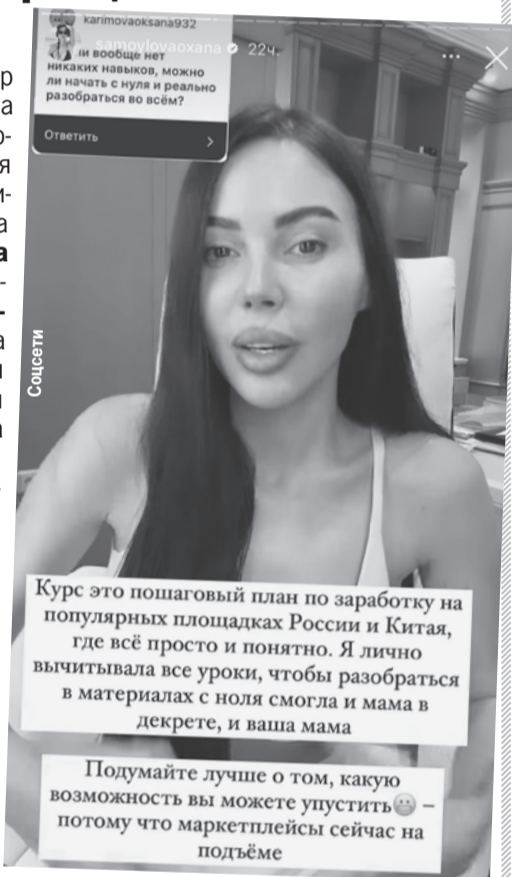 karimovaoksana932
samoylovaoxana 22ч.
ли вообще нет
никаких навыков, можно
ли начать с нуля и реально
разобраться во всём?
Ответить
Соцсети
Курс это пошаговый план по заработку на
популярных площадках России и Китая,
где всё просто и понятно. Я лично
вычитывала все уроки, чтобы разобраться
в материалах с ноля смогла и мама в
декрете, и ваша мама
Подумайте лучше о том, какую
возможность вы можете упустить😬 –
потому что маркетплейсы сейчас на
подъёме